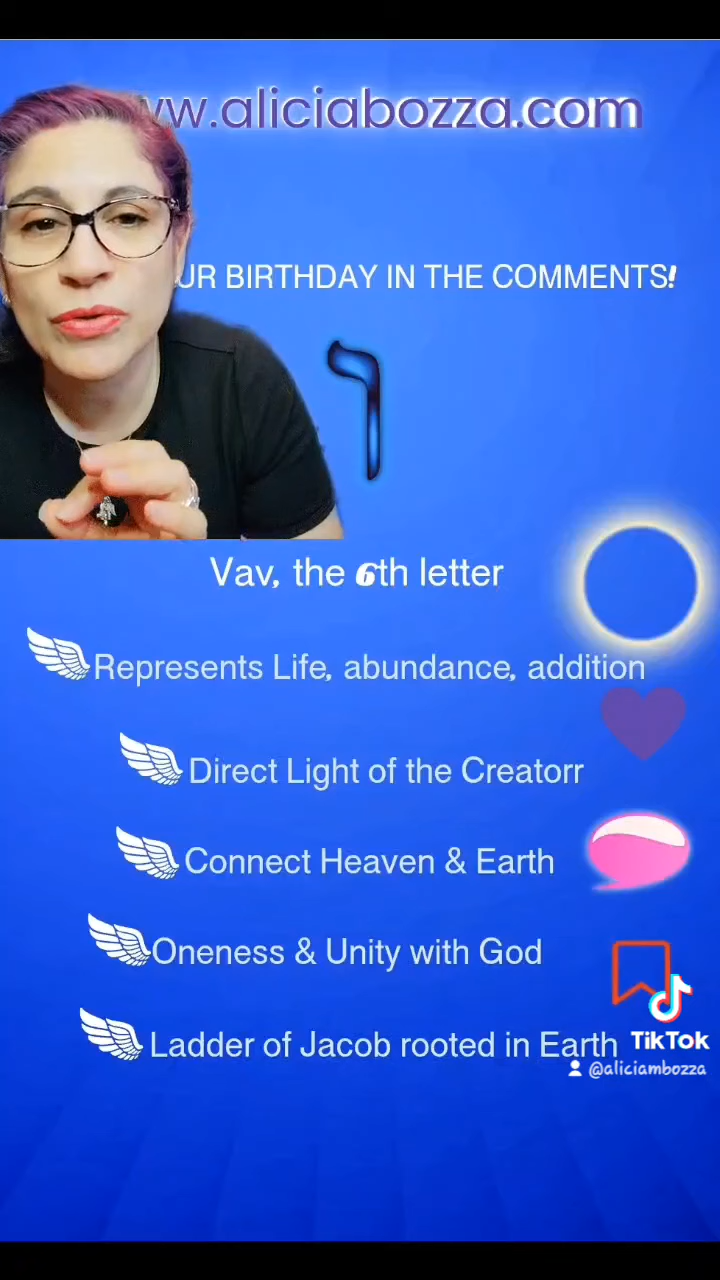 ww.aliciabozza.com
UR BIRTHDAY IN THE COMMENTS!
ו
Vav, the 6th letter
Represents Life, abundance, addition
Direct Light of the Creatorr
Connect Heaven & Earth
Oneness & Unity with God
Ladder of Jacob rooted in Earth
TikTok
@aliciambozza